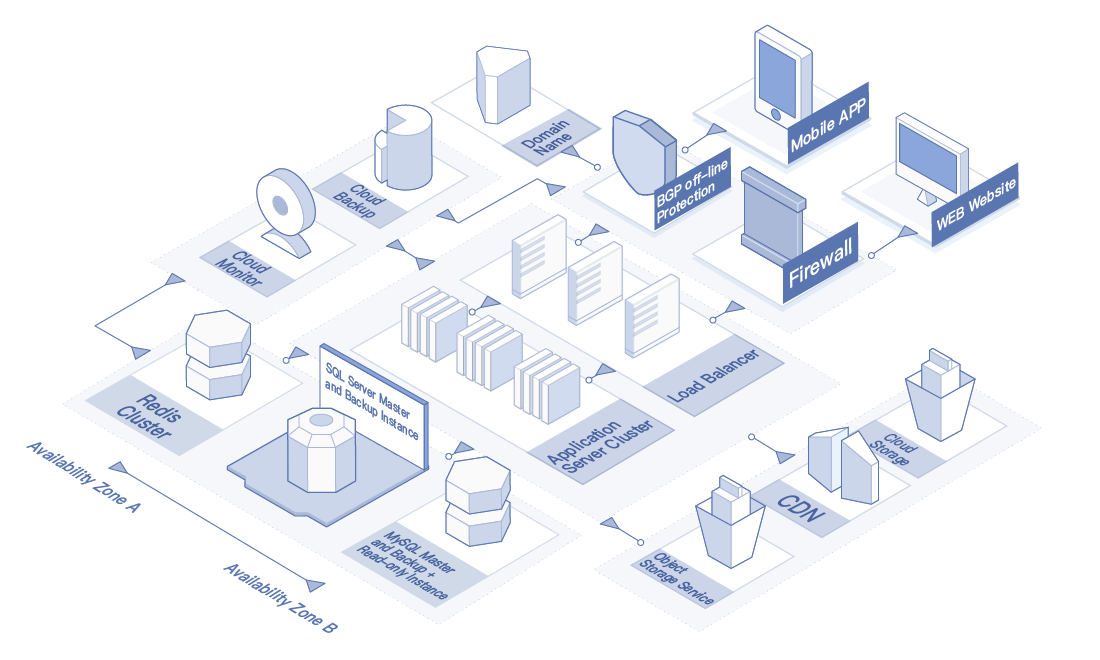 Mobile APP
Domain
Name
BGP off-line
Protection
WEB Website
Cloud
Backup
Firewall
Cloud
Monitor
Load Balancer
SQL Server Master
and Backup Instance
Redis
Cluster
Application
Server Cluster
Cloud
Storage
CDN
Availability Zone A
MySQL Master
and Backup +
Read-only Instance
Object
Storage Service
Availability Zone B